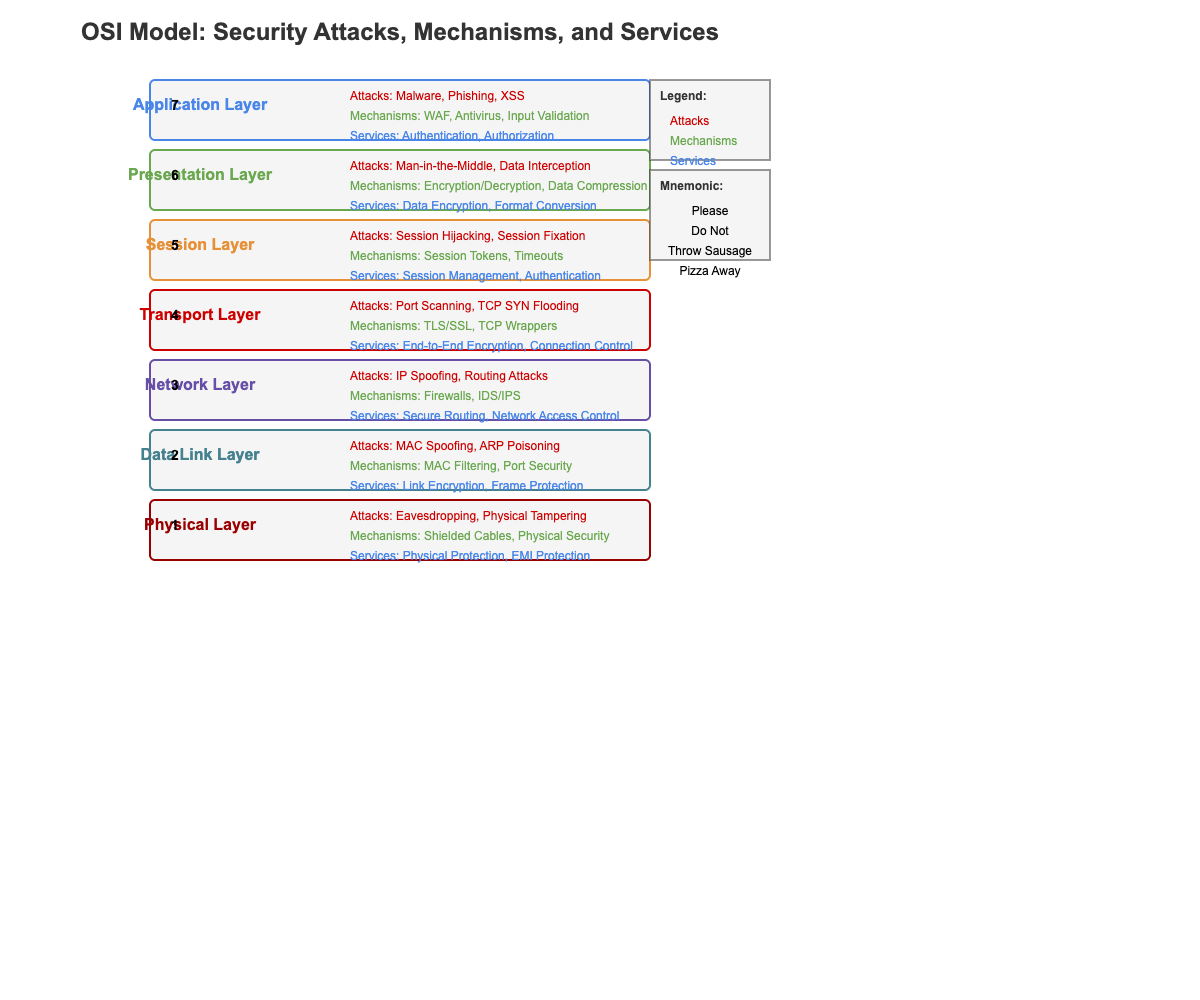 OSI Model: Security Attacks, Mechanisms, and Services
Application Layer
7
Attacks: Malware, Phishing, XSS
Mechanisms: WAF, Antivirus, Input Validation
Services: Authentication, Authorization
Presentation Layer
6
Attacks: Man-in-the-Middle, Data Interception
Mechanisms: Encryption/Decryption, Data Compression
Services: Data Encryption, Format Conversion
Session Layer
5
Attacks: Session Hijacking, Session Fixation
Mechanisms: Session Tokens, Timeouts
Services: Session Management, Authentication
Transport Layer
4
Attacks: Port Scanning, TCP SYN Flooding
Mechanisms: TLS/SSL, TCP Wrappers
Services: End-to-End Encryption, Connection Control
Network Layer
3
Attacks: IP Spoofing, Routing Attacks
Mechanisms: Firewalls, IDS/IPS
Services: Secure Routing, Network Access Control
Data Link Layer
2
Attacks: MAC Spoofing, ARP Poisoning
Mechanisms: MAC Filtering, Port Security
Services: Link Encryption, Frame Protection
Physical Layer
1
Attacks: Eavesdropping, Physical Tampering
Mechanisms: Shielded Cables, Physical Security
Services: Physical Protection, EMI Protection
Legend:
Attacks
Mechanisms
Services
Mnemonic:
Please
Do Not
Throw Sausage
Pizza Away